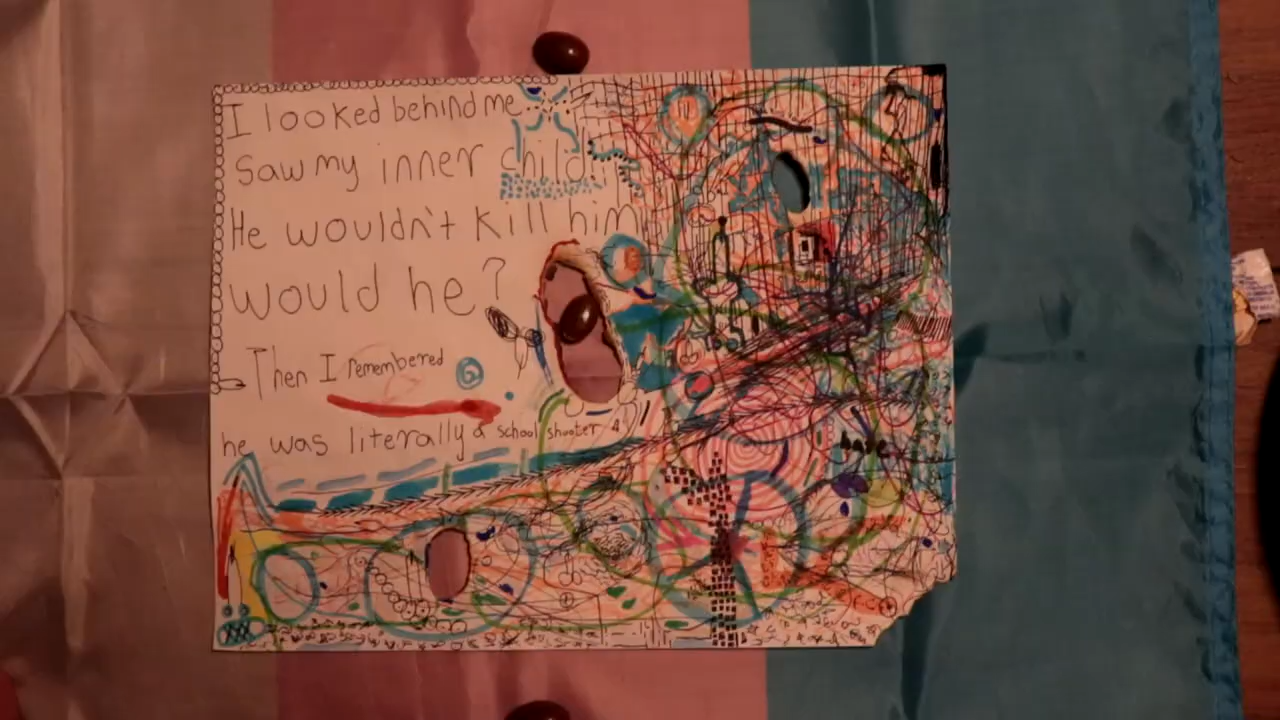 I looked behind me
Saw my inner child
He wouldn't kill him
would he?
Then I remembered
he was literally a school shooter
have